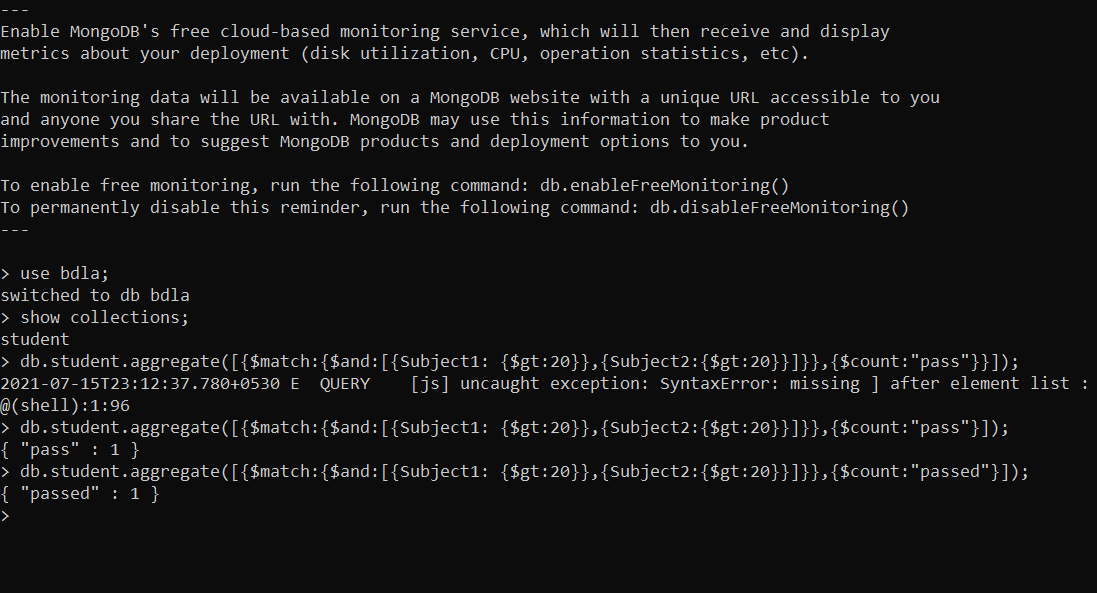 ---
Enable MongoDB's free cloud-based monitoring service, which will then receive and display
metrics about your deployment (disk utilization, CPU, operation statistics, etc).
The monitoring data will be available on a MongoDB website with a unique URL accessible to you
and anyone you share the URL with. MongoDB may use this information to make product
improvements and to suggest MongoDB products and deployment options to you.
To enable free monitoring, run the following command: db.enableFreeMonitoring()
To permanently disable this reminder, run the following command: db.disableFreeMonitoring()
---
> use bdla;
switched to db bdla
> show collections;
student
> db.student.aggregate([{$match:{$and:[{Subject1: {$gt:20}},{Subject2:{$gt:20}}]}},{$count:"pass"}}]);
2021-07-15T23:12:37.780+0530 E  QUERY    [js] uncaught exception: SyntaxError: missing ] after element list :
@(shell):1:96
> db.student.aggregate([{$match:{$and:[{Subject1: {$gt:20}},{Subject2:{$gt:20}}]}},{$count:"pass"}]);
{ "pass" : 1 }
> db.student.aggregate([{$match:{$and:[{Subject1: {$gt:20}},{Subject2:{$gt:20}}]}},{$count:"passed"}]);
{ "passed" : 1 }
>